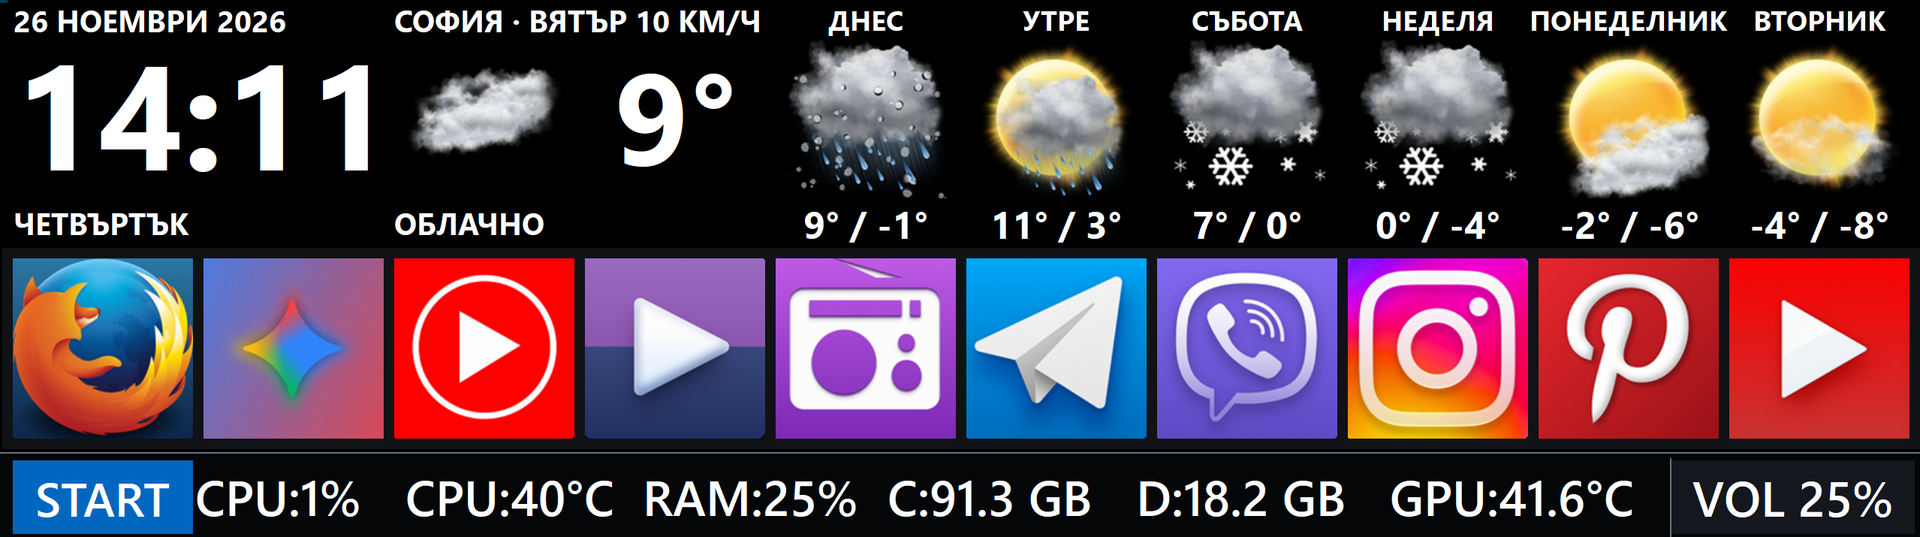 26 НОЕМВРИ 2026
14:11
ЧЕТВЪРТЪК
СОФИЯ · ВЯТЪР 10 КМ/Ч
9°
ОБЛАЧНО
ДНЕС
9° / -1°
УТРЕ
11° / 3°
СЪБОТА
7° / 0°
НЕДЕЛЯ
0° / -4°
ПОНЕДЕЛНИК
-2° / -6°
ВТОРНИК
-4° / -8°
START
CPU:1%
CPU:40°C
RAM:25%
C:91.3 GB
D:18.2 GB
GPU:41.6°C
VOL 25%